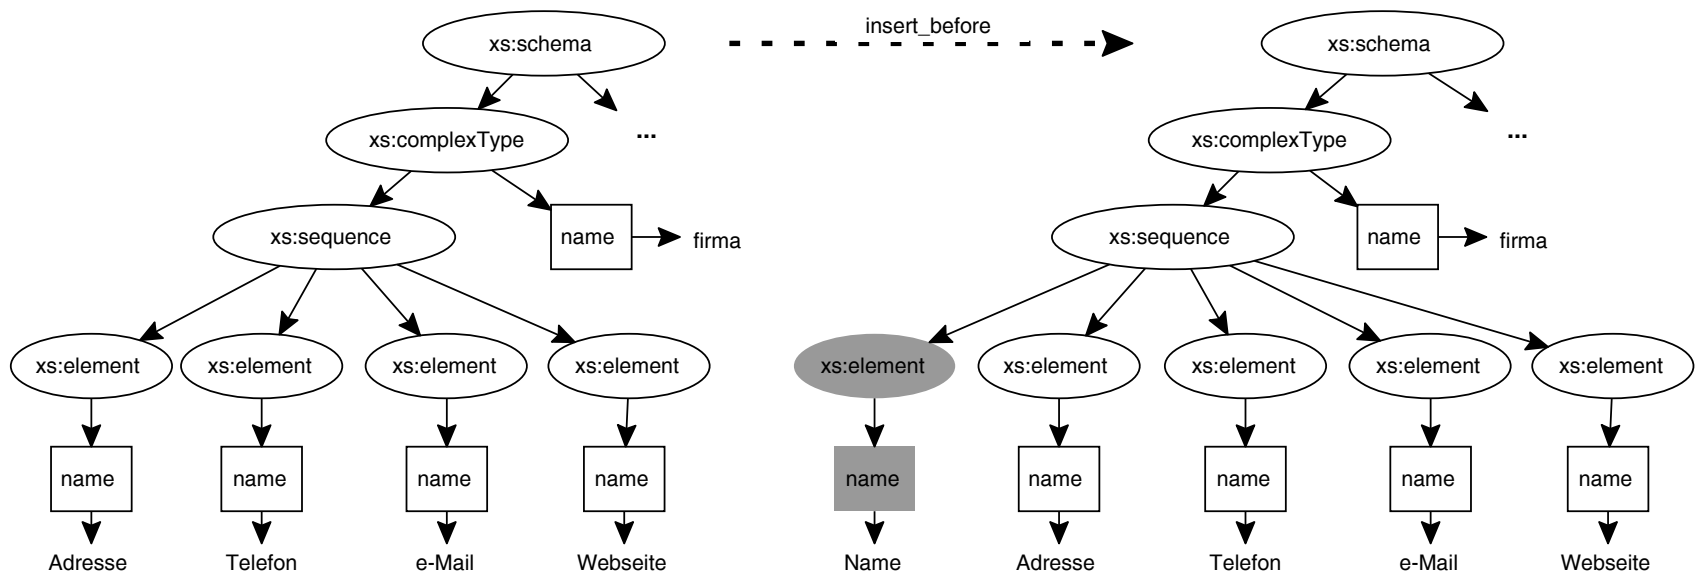 insert_before
xs:schema
xs:schema
xs:complexType
...
xs:complexType
...
xs:sequence
name
firma
xs:sequence
name
firma
xs:element
xs:element
xs:element
xs:element
xs:element
xs:element
xs:element
xs:element
xs:element
name
name
name
name
name
name
name
name
name
Adresse
Telefon
e-Mail
Webseite
Name
Adresse
Telefon
e-Mail
Webseite